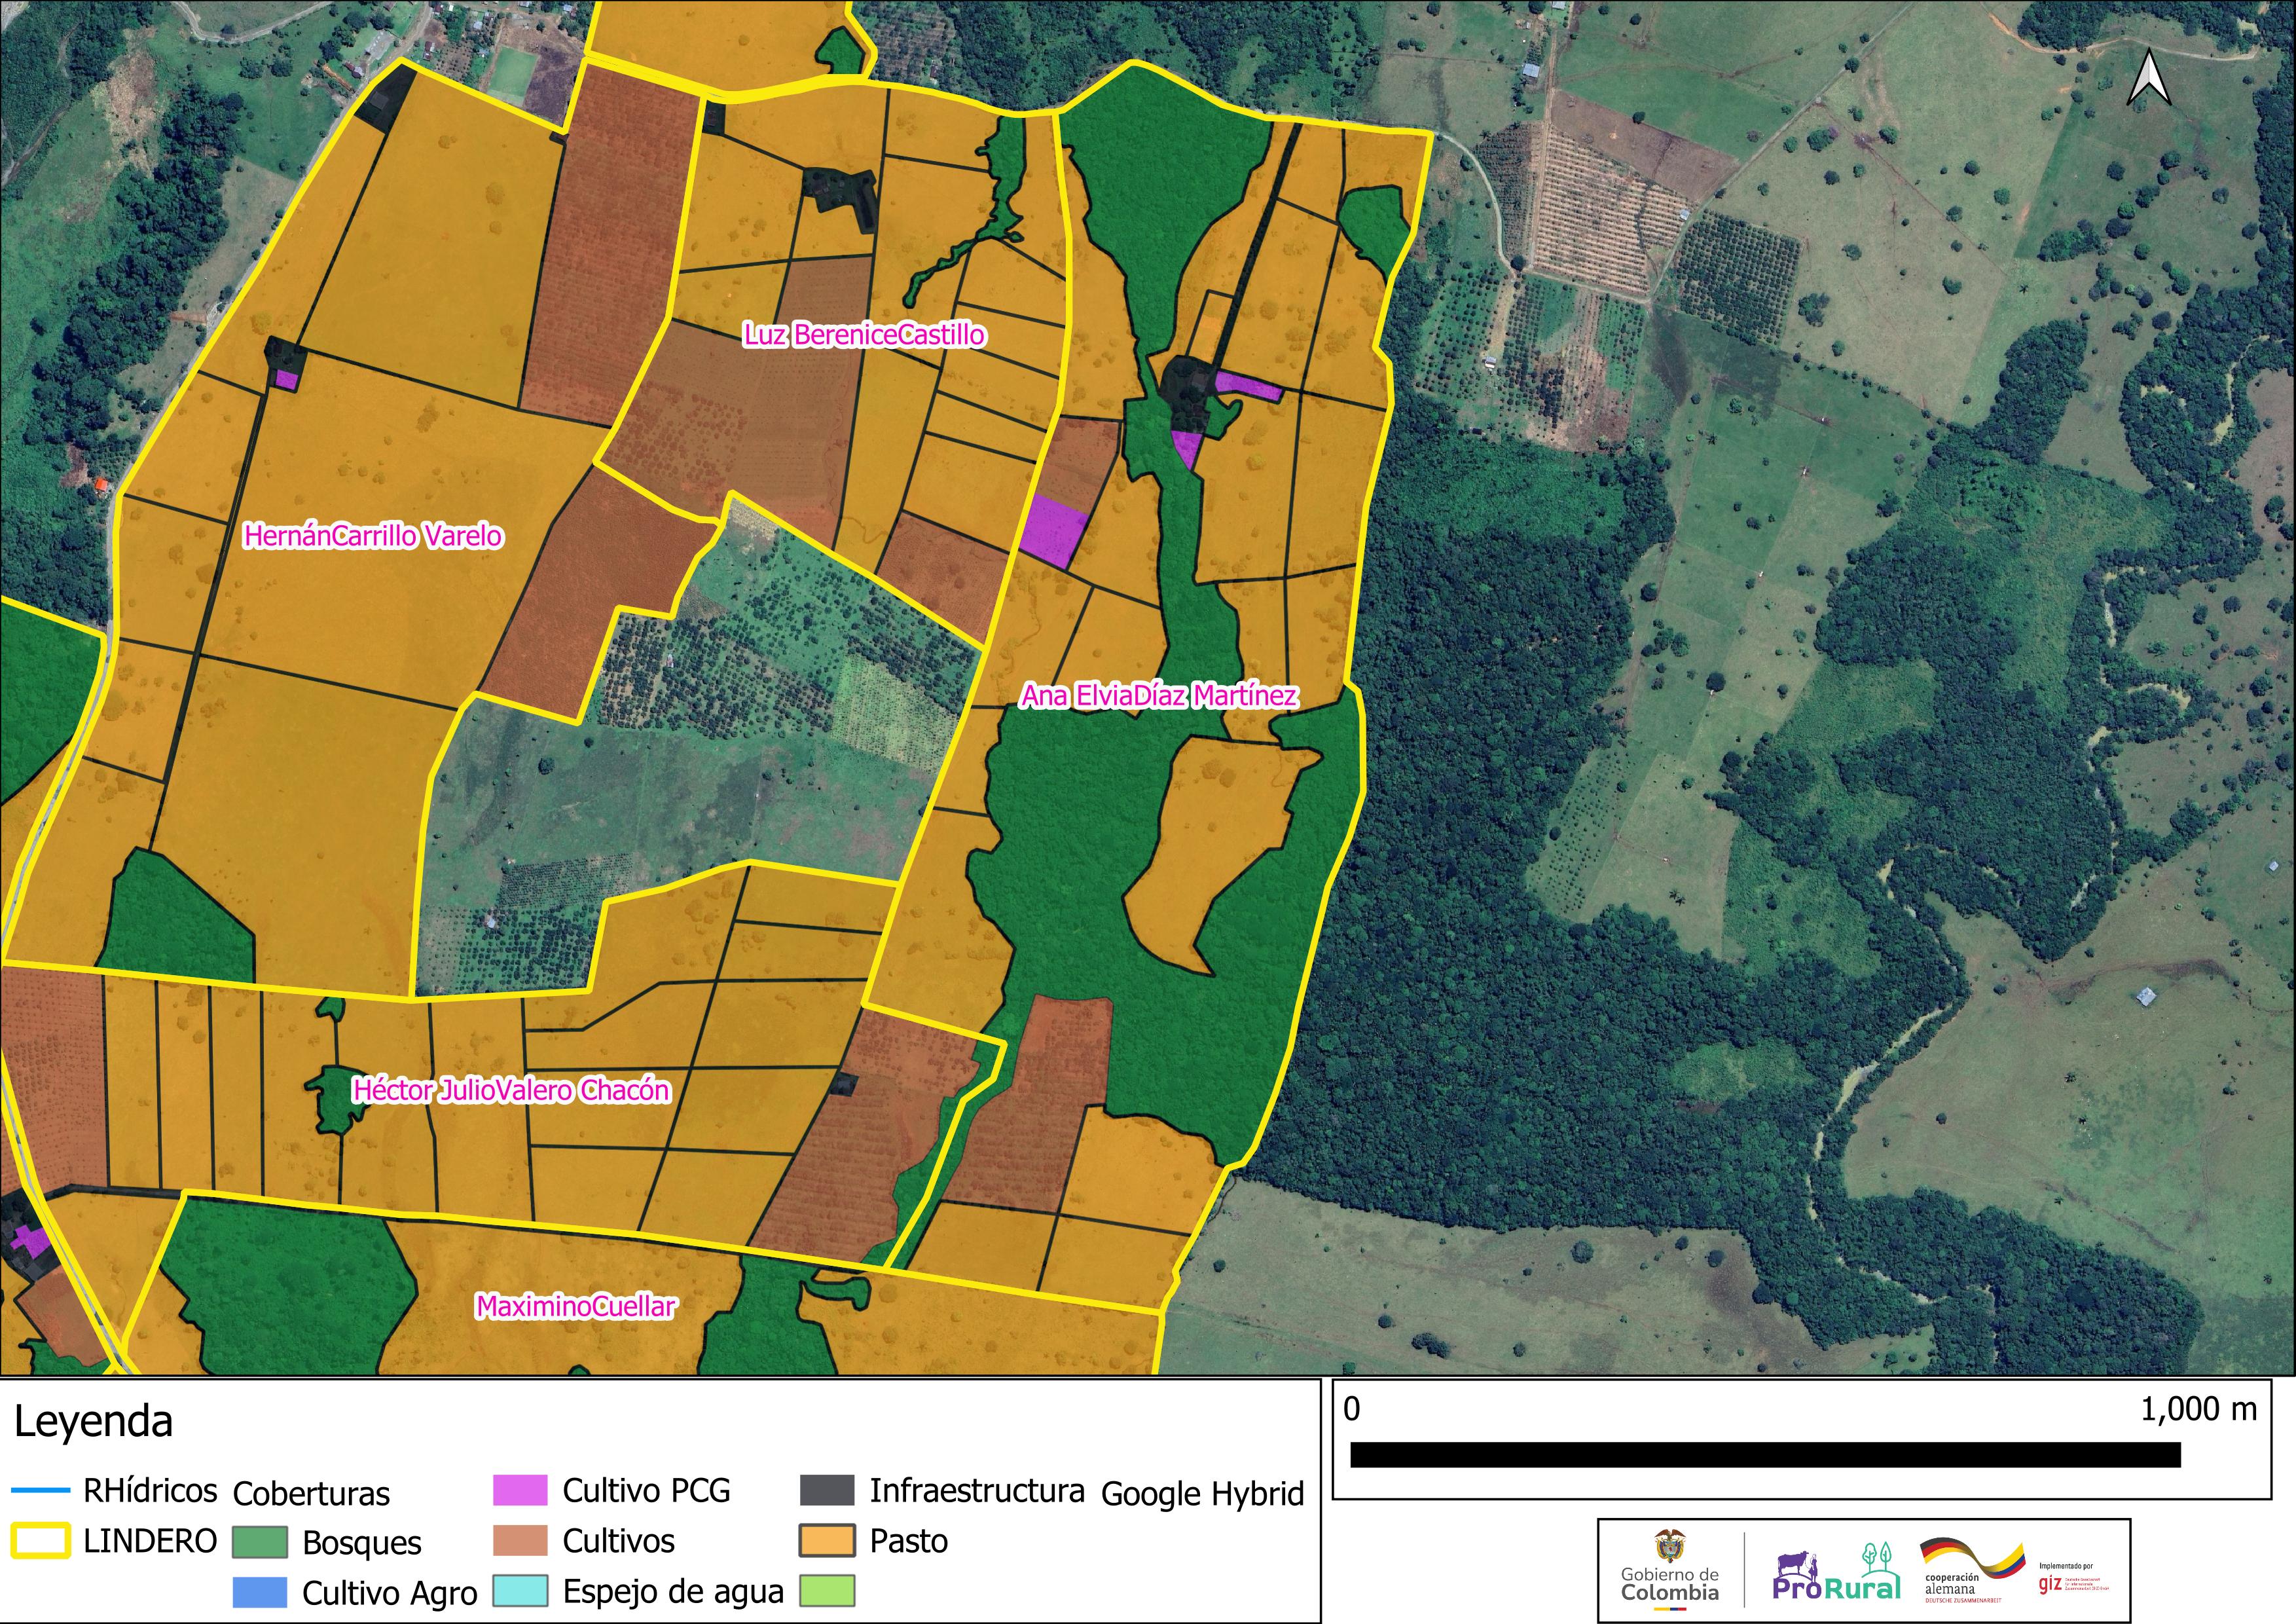 Luz BereniceCastillo
HernánCarrillo Varelo
Ana ElviaDíaz Martínez
Héctor JulioValero Chacón
MaximinoCuellar
Leyenda
RHídricos
LINDERO
Coberturas
Bosques
Cultivo Agro
Cultivo PCG
Cultivos
Espejo de agua
Infraestructura
Pasto
Google Hybrid
0 1,000 m
Gobierno de
Colombia
ProRural
cooperación
alemana
DEUTSCHE ZUSAMMENARBEIT
Implementado por
giz